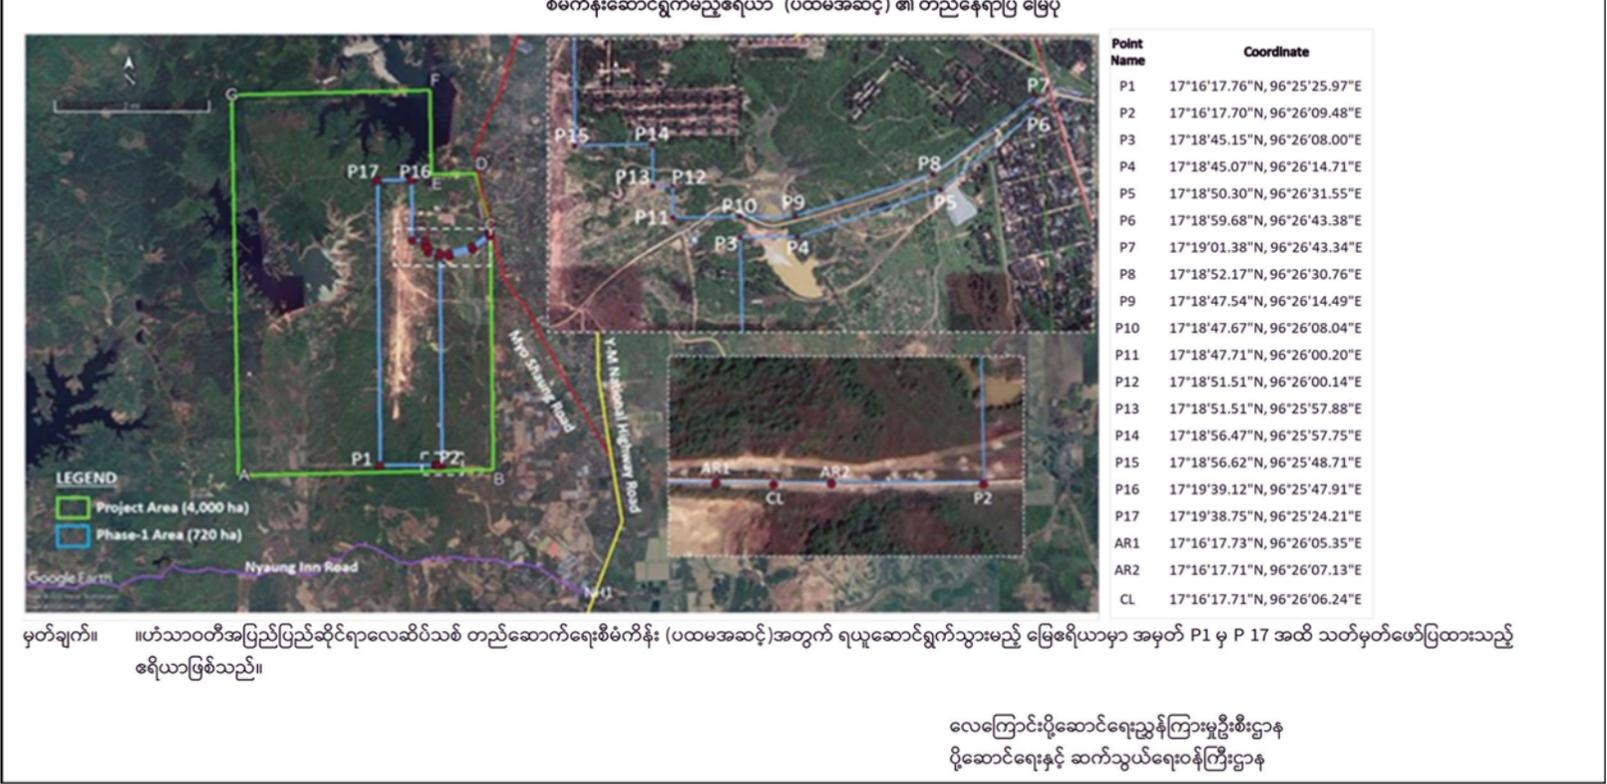 စီမံကိန်းဆောင်ရွက်မည့်ဧရိယာ (ပထမအဆင့်) ၏ တည်နေရာပြ မြေပုံ
G
F
D
E
C
A
B
2 mi
P17
P16
P1
P2
LEGEND
Project Area (4,000 ha)
Phase-1 Area (720 ha)
Google Earth
Nyaung Inn Road
Myo Shaung Road
Y-M National Highway Road
NH1
P15
P14
P13
P12
P11
P10
P9
P3
P4
P8
P5
P7
P6
AR1
CL
AR2
P2
Point Name
Coordinate
P1 17°16'17.76"N, 96°25'25.97"E
P2 17°16'17.70"N, 96°26'09.48"E
P3 17°18'45.15"N, 96°26'08.00"E
P4 17°18'45.07"N, 96°26'14.71"E
P5 17°18'50.30"N, 96°26'31.55"E
P6 17°18'59.68"N, 96°26'43.38"E
P7 17°19'01.38"N, 96°26'43.34"E
P8 17°18'52.17"N, 96°26'30.76"E
P9 17°18'47.54"N, 96°26'14.49"E
P10 17°18'47.67"N, 96°26'08.04"E
P11 17°18'47.71"N, 96°26'00.20"E
P12 17°18'51.51"N, 96°26'00.14"E
P13 17°18'51.51"N, 96°25'57.88"E
P14 17°18'56.47"N, 96°25'57.75"E
P15 17°18'56.62"N, 96°25'48.71"E
P16 17°19'39.12"N, 96°25'47.91"E
P17 17°19'38.75"N, 96°25'24.21"E
AR1 17°16'17.73"N, 96°26'05.35"E
AR2 17°16'17.71"N, 96°26'07.13"E
CL 17°16'17.71"N, 96°26'06.24"E
မှတ်ချက်။ ။ဟံသာဝတီအပြည်ပြည်ဆိုင်ရာလေဆိပ်သစ် တည်ဆောက်ရေးစီမံကိန်း (ပထမအဆင့်)အတွက် ရယူဆောင်ရွက်သွားမည့် မြေဧရိယာမှာ အမှတ် P1 မှ P 17 အထိ သတ်မှတ်ဖော်ပြထားသည့်
ဧရိယာဖြစ်သည်။
လေကြောင်းပို့ဆောင်ရေးညွှန်ကြားမှုဦးစီးဌာန
ပို့ဆောင်ရေးနှင့် ဆက်သွယ်ရေးဝန်ကြီးဌာန